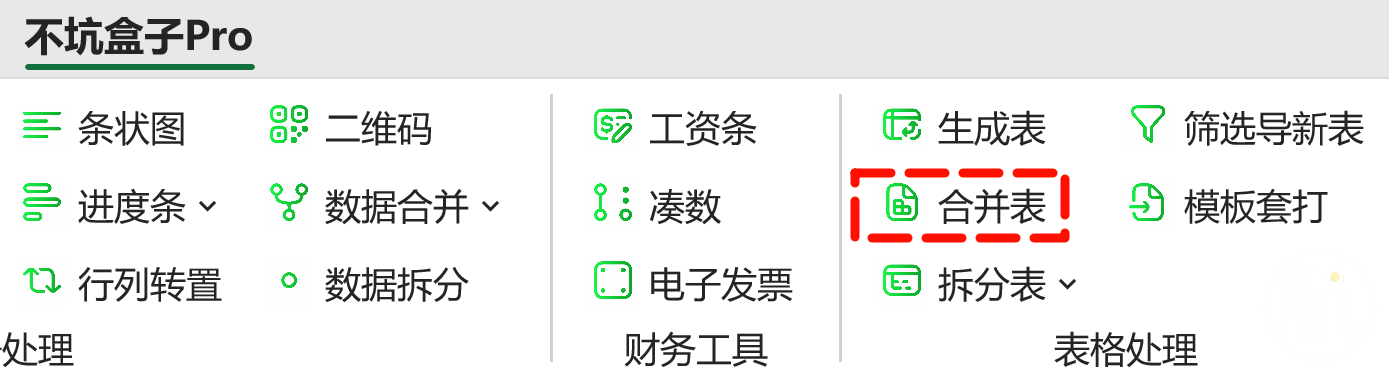 不坑盒子Pro
条状图 二维码 工资条 生成表 筛选导新表
进度条 数据合并 凑数 合并表 模板套打
行列转置 数据拆分 电子发票 拆分表
处理 财务工具 表格处理